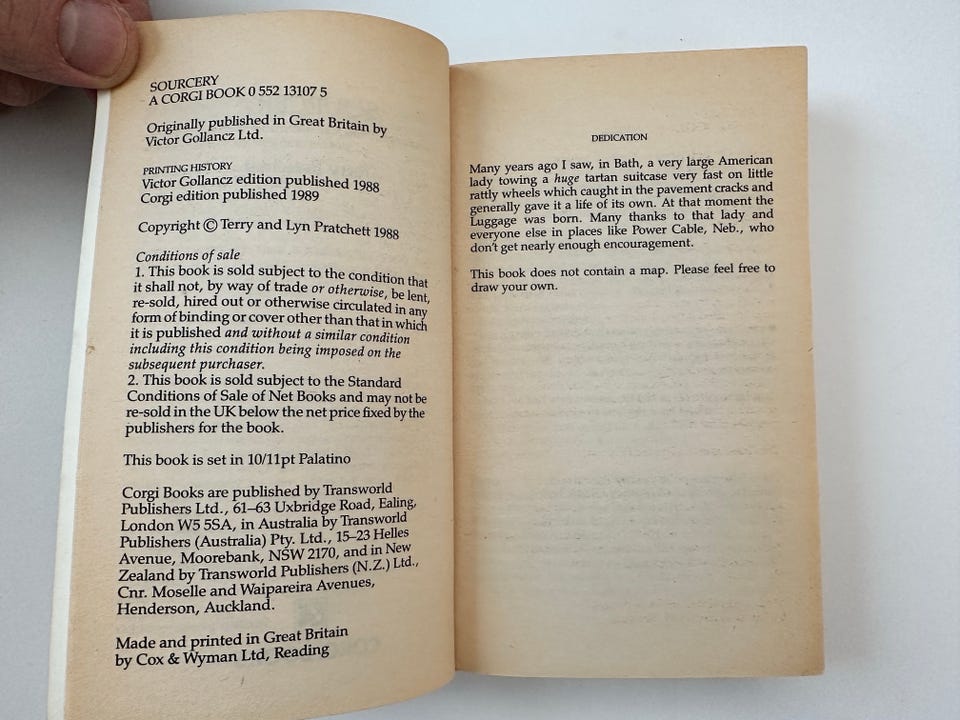 SOURCERY
A CORGI BOOK 0 552 13107 5
Originally published in Great Britain by
Victor Gollancz Ltd.
PRINTING HISTORY
Victor Gollancz edition published 1988
Corgi edition published 1989
Copyright © Terry and Lyn Pratchett 1988
Conditions of sale
1. This book is sold subject to the condition that
it shall not, by way of trade or otherwise, be lent,
re-sold, hired out or otherwise circulated in any
form of binding or cover other than that in which
it is published and without a similar condition
including this condition being imposed on the
subsequent purchaser.
2. This book is sold subject to the Standard
Conditions of Sale of Net Books and may not be
re-sold in the UK below the net price fixed by the
publishers for the book.
This book is set in 10/11pt Palatino
Corgi Books are published by Transworld
Publishers Ltd., 61–63 Uxbridge Road, Ealing,
London W5 5SA, in Australia by Transworld
Publishers (Australia) Pty. Ltd., 15–23 Helles
Avenue, Moorebank, NSW 2170, and in New
Zealand by Transworld Publishers (N.Z.) Ltd.,
Cnr. Moselle and Waipareira Avenues,
Henderson, Auckland.
Made and printed in Great Britain
by Cox & Wyman Ltd, Reading
DEDICATION
Many years ago I saw, in Bath, a very large American
lady towing a huge tartan suitcase very fast on little
rattly wheels which caught in the pavement cracks and
generally gave it a life of its own. At that moment the
Luggage was born. Many thanks to that lady and
everyone else in places like Power Cable, Neb., who
don't get nearly enough encouragement.
This book does not contain a map. Please feel free to
draw your own.